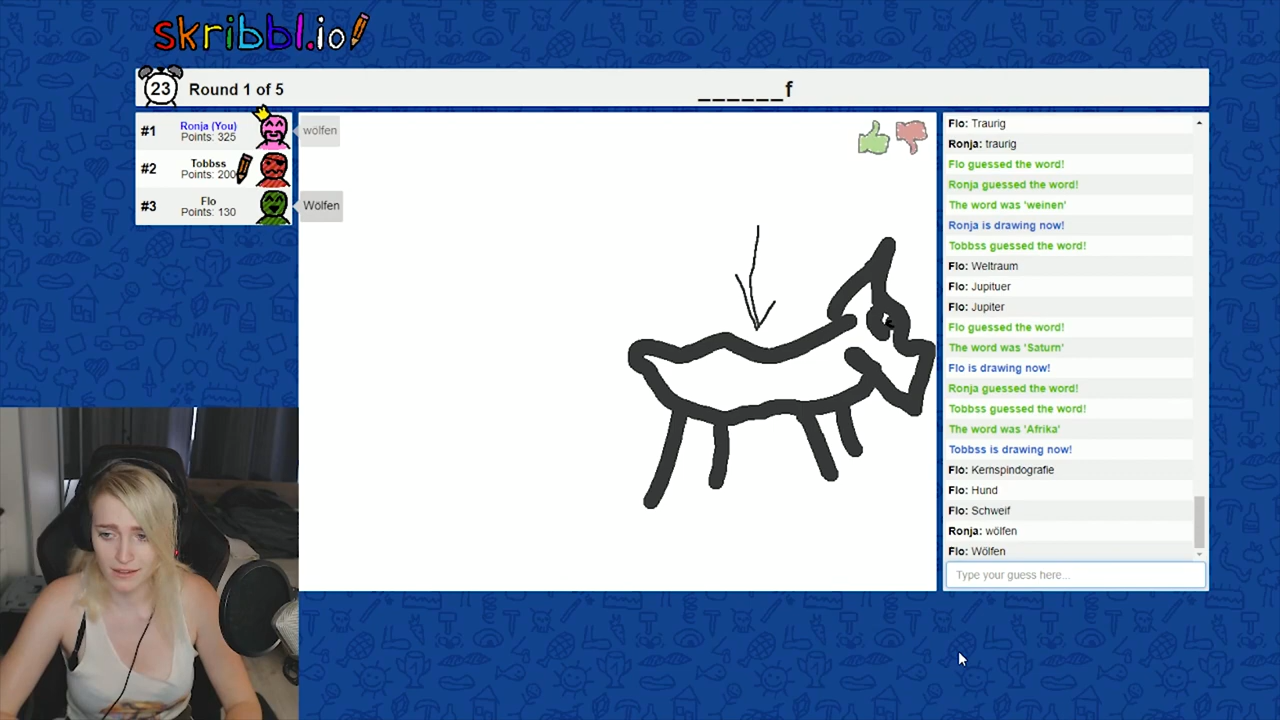 skribbl.io
23
Round 1 of 5
______f
#1
Ronja (You)
Points: 325
wölfen
#2
Tobbss
Points: 200
#3
Flo
Points: 130
Wölfen
Flo: Traurig
Ronja: traurig
Flo guessed the word!
Ronja guessed the word!
The word was 'weinen'
Ronja is drawing now!
Tobbss guessed the word!
Flo: Weltraum
Flo: Jupituer
Flo: Jupiter
Flo guessed the word!
The word was 'Saturn'
Flo is drawing now!
Ronja guessed the word!
Tobbss guessed the word!
The word was 'Afrika'
Tobbss is drawing now!
Flo: Kernspindografie
Flo: Hund
Flo: Schweif
Ronja: wölfen
Flo: Wölfen
Type your guess here...